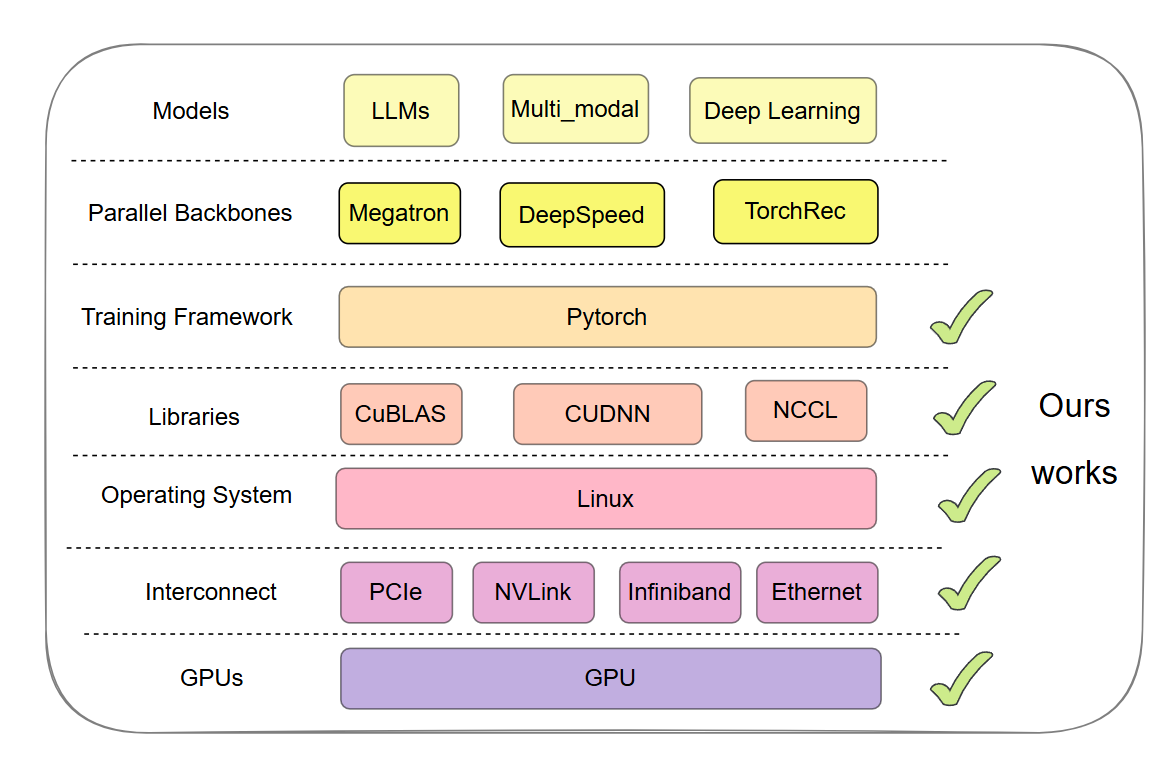 Models
LLMs
Multi_modal
Deep Learning
Parallel Backbones
Megatron
DeepSpeed
TorchRec
Training Framework
Pytorch
Libraries
CuBLAS
CUDNN
NCCL
Operating System
Linux
Interconnect
PCIe
NVLink
Infiniband
Ethernet
GPUs
GPU
Ours
works